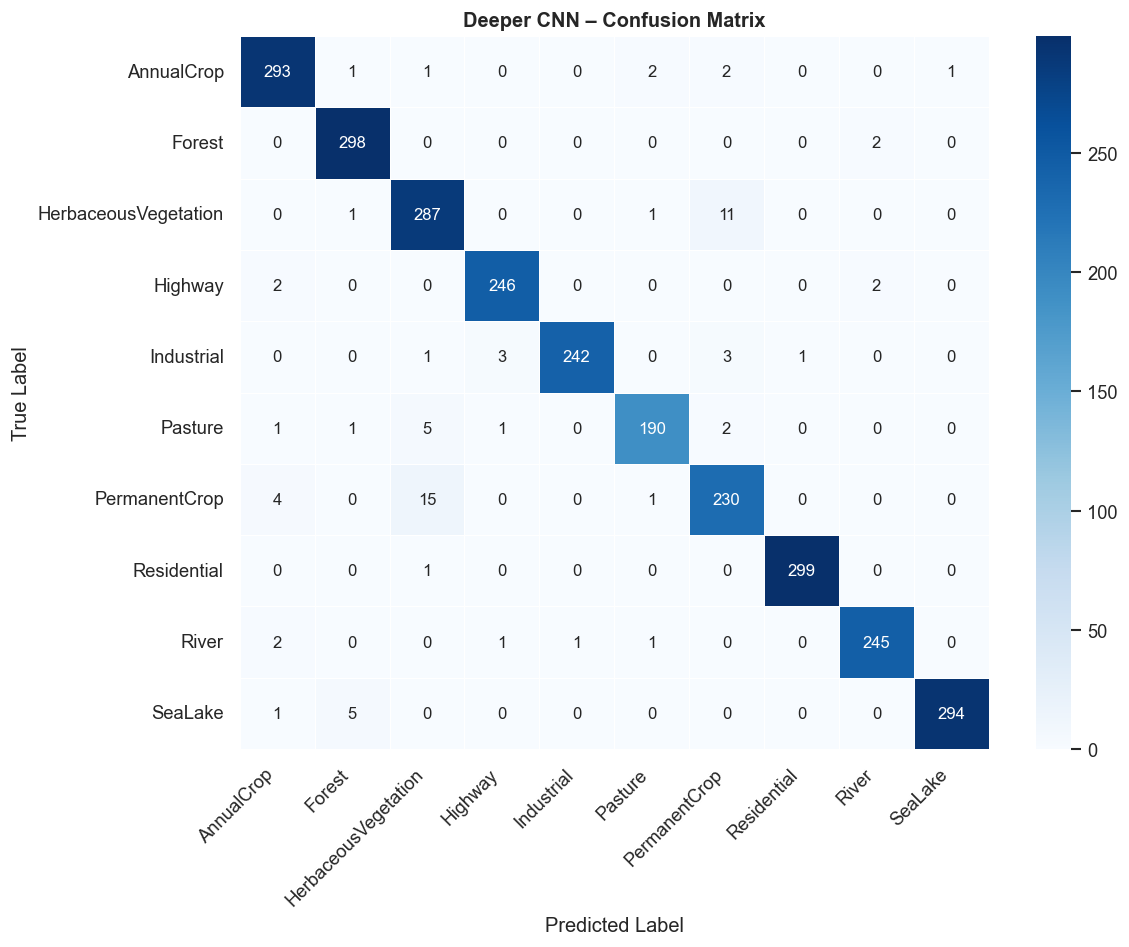 Deeper CNN – Confusion Matrix
True Label
AnnualCrop 293 1 1 0 0 2 2 0 0 1
Forest 0 298 0 0 0 0 0 0 2 0
HerbaceousVegetation 0 1 287 0 0 1 11 0 0 0
Highway 2 0 0 246 0 0 0 0 2 0
Industrial 0 0 1 3 242 0 3 1 0 0
Pasture 1 1 5 1 190 2 0 0 0
PermanentCrop 4 0 15 0 0 1 230 0 0 0
Residential 0 0 1 0 0 0 0 299 0 0
River 2 0 0 1 1 1 0 0 245 0
SeaLake 1 5 0 0 0 0 0 0 0 294
AnnualCrop Forest HerbaceousVegetation Highway Industrial Pasture PermanentCrop Residential River SeaLake
Predicted Label
250
200
150
100
50
0